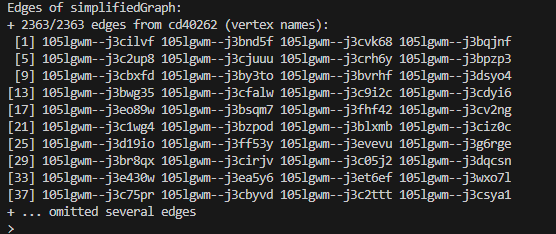 Edges of simplifiedGraph:
+ 2363/2363 edges from cd40262 (vertex names):
[1] 105lgwm--j3cilvf 105lgwm--j3bnd5f 105lgwm--j3cvk68 105lgwm--j3bqjnf
[5] 105lgwm--j3c2up8 105lgwm--j3cjuuu 105lgwm--j3crh6y 105lgwm--j3bpzp3
[9] 105lgwm--j3cbxfd 105lgwm--j3by3to 105lgwm--j3bvrhf 105lgwm--j3dsyo4
[13] 105lgwm--j3bwg35 105lgwm--j3cfalw 105lgwm--j3c9i2c 105lgwm--j3cdyi6
[17] 105lgwm--j3eo89w 105lgwm--j3bsqm7 105lgwm--j3fhf42 105lgwm--j3cv2ng
[21] 105lgwm--j3c1wg4 105lgwm--j3bzpod 105lgwm--j3blxmb 105lgwm--j3ciz0c
[25] 105lgwm--j3d19io 105lgwm--j3ff53y 105lgwm--j3evevu 105lgwm--j3g6rge
[29] 105lgwm--j3br8qx 105lgwm--j3cirjv 105lgwm--j3c05j2 105lgwm--j3dqcsn
[33] 105lgwm--j3e430w 105lgwm--j3ea5y6 105lgwm--j3et6ef 105lgwm--j3wxo7l
[37] 105lgwm--j3c75pr 105lgwm--j3cbyvd 105lgwm--j3c2ttt 105lgwm--j3csya1
+ ... omitted several edges
>